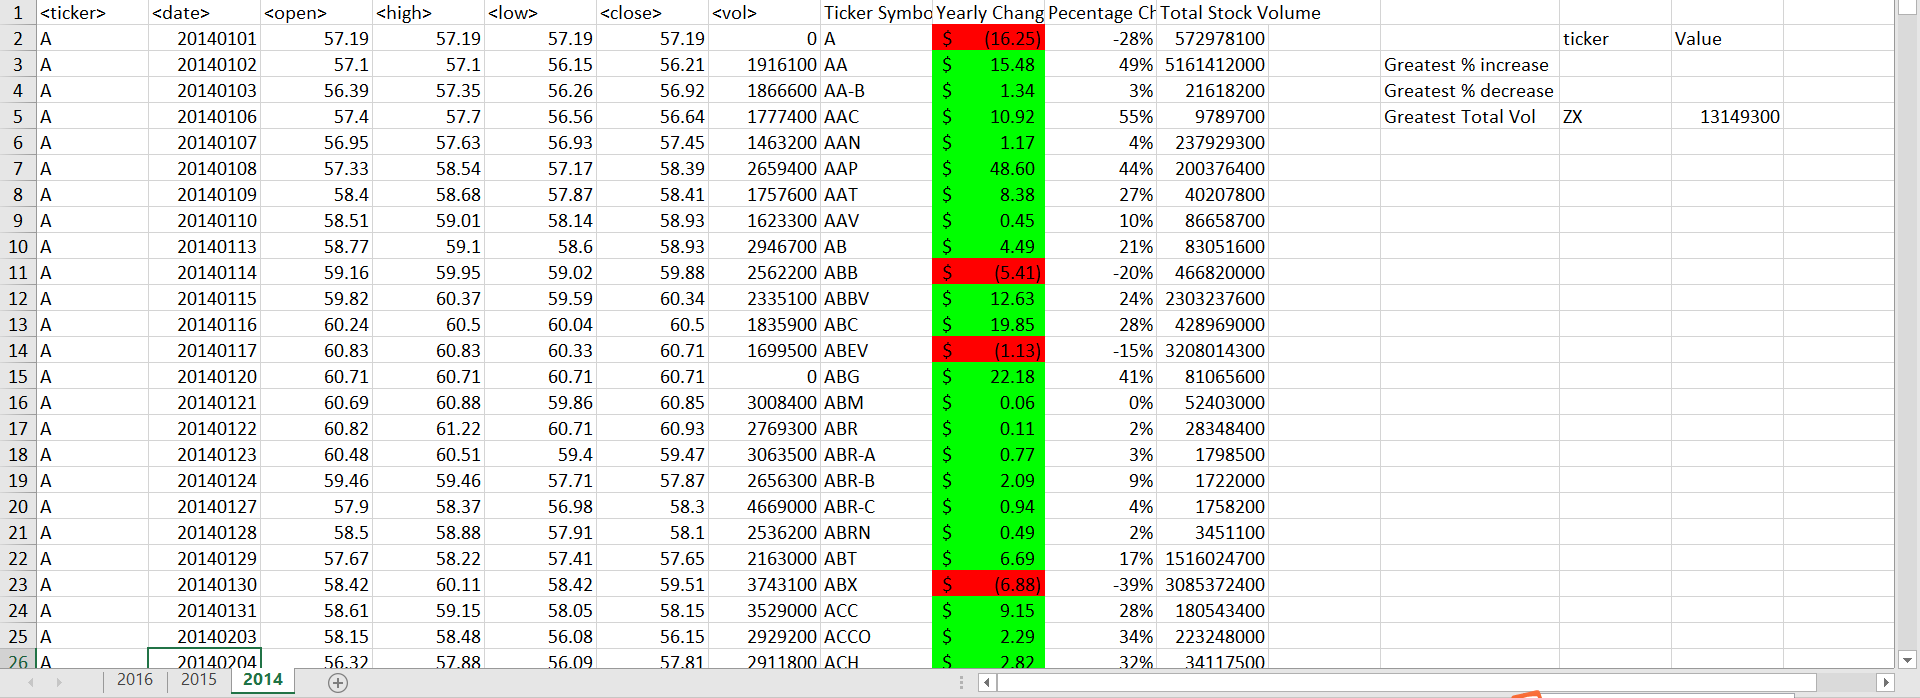 1 <ticker> <date> <open> <high> <low> <close> <vol> Ticker Symbo Yearly Chang Pecentage Ch Total Stock Volume
2 A 20140101 57.19 57.19 57.19 57.19 0 A $ (16.25) -28% 572978100 ticker Value
3 A 20140102 57.1 57.1 56.15 56.21 1916100 AA $ 15.48 49% 5161412000 Greatest % increase
4 A 20140103 56.39 57.35 56.26 56.92 1866600 AA-B $ 1.34 3% 21618200 Greatest % decrease
5 A 20140106 57.4 57.7 56.56 56.64 1777400 AAC $ 10.92 55% 9789700 Greatest Total Vol ZX 13149300
6 A 20140107 56.95 57.63 56.93 57.45 1463200 AAN $ 1.17 4% 237929300
7 A 20140108 57.33 58.54 57.17 58.39 2659400 AAP $ 48.60 44% 200376400
8 A 20140109 58.4 58.68 57.87 58.41 1757600 AAT $ 8.38 27% 40207800
9 A 20140110 58.51 59.01 58.14 58.93 1623300 AAV $ 0.45 10% 86658700
10 A 20140113 58.77 59.1 58.6 58.93 2946700 AB $ 4.49 21% 83051600
11 A 20140114 59.16 59.95 59.02 59.88 2562200 ABB $ (5.41) -20% 466820000
12 A 20140115 59.82 60.37 59.59 60.34 2335100 ABBV $ 12.63 24% 2303237600
13 A 20140116 60.24 60.5 60.04 60.5 1835900 ABC $ 19.85 28% 428969000
14 A 20140117 60.83 60.83 60.33 60.71 1699500 ABEV $ (1.13) -15% 3208014300
15 A 20140120 60.71 60.71 60.71 60.71 0 ABG $ 22.18 41% 81065600
16 A 20140121 60.69 60.88 59.86 60.85 3008400 ABM $ 0.06 0% 52403000
17 A 20140122 60.82 61.22 60.71 60.93 2769300 ABR $ 0.11 2% 28348400
18 A 20140123 60.48 60.51 59.4 59.47 3063500 ABR-A $ 0.77 3% 1798500
19 A 20140124 59.46 59.46 57.71 57.87 2656300 ABR-B $ 2.09 9% 1722000
20 A 20140127 57.9 58.37 56.98 58.3 4669000 ABR-C $ 0.94 4% 1758200
21 A 20140128 58.5 58.88 57.91 58.1 2536200 ABRN $ 0.49 2% 3451100
22 A 20140129 57.67 58.22 57.41 57.65 2163000 ABT $ 6.69 17% 1516024700
23 A 20140130 58.42 60.11 58.42 59.51 3743100 ABX $ (6.88) -39% 3085372400
24 A 20140131 58.61 59.15 58.05 58.15 3529000 ACC $ 9.15 28% 180543400
25 A 20140203 58.15 58.48 56.08 56.15 2929200 ACCO $ 2.29 34% 223248000
26 A 20140204 56.32 57.88 56.09 57.81 2911800 ACH $ 2.82 32% 34117500
2016 2015 2014